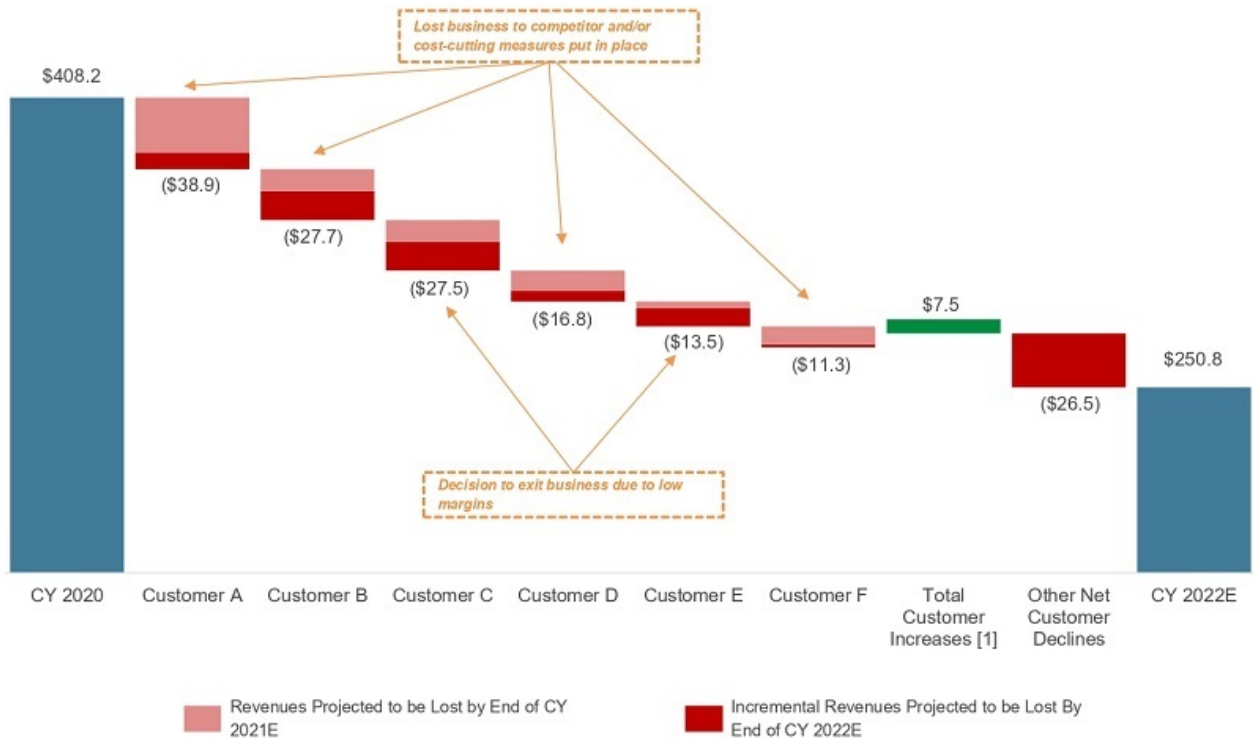 Lost business to competitor and/or
cost-cutting measures put in place
$408.2
($38.9)
($27.7)
($27.5)
($16.8)
($13.5)
($11.3)
$7.5
($26.5)
$250.8
Decision to exit business due to low
margins
CY 2020
Customer A
Customer B
Customer C
Customer D
Customer E
Customer F
Total
Customer
Increases [1]
Other Net
Customer
Declines
CY 2022E
Revenues Projected to be Lost by End of CY
2021E
Incremental Revenues Projected to be Lost By
End of CY 2022E